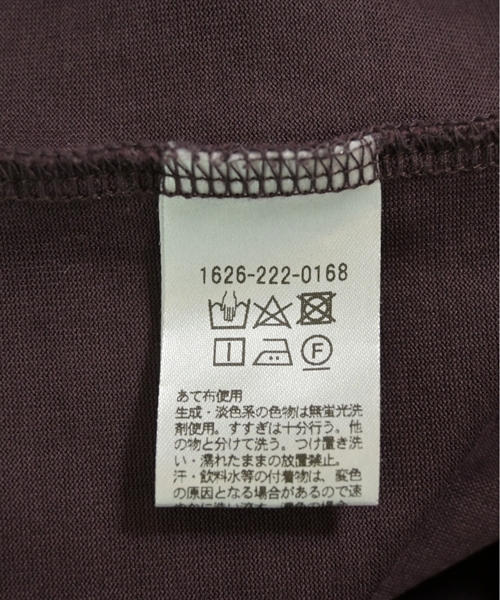 1626-222-0168
F
あて布使用
生成・淡色系の色物は無蛍光洗
剤使用。すすぎは十分行う。他
の物と分けて洗う。つけ置き洗
い・濡れたままの放置禁止。
汗・飲料水等の付着物は、変色
の原因となる場合があるので速